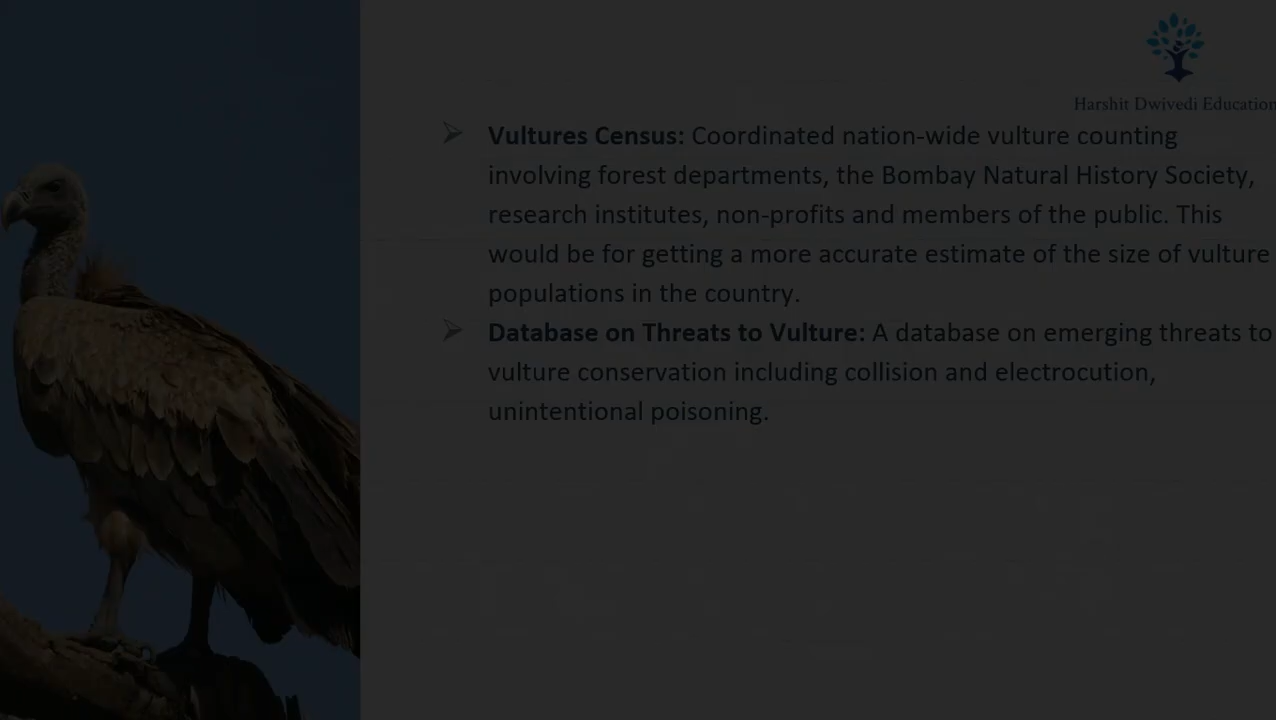 Harshit Dwivedi Education
Vultures Census: Coordinated nation-wide vulture counting
involving forest departments, the Bombay Natural History Society,
research institutes, non-profits and members of the public. This
would be for getting a more accurate estimate of the size of vulture
populations in the country.
Database on Threats to Vulture: A database on emerging threats to
vulture conservation including collision and electrocution,
unintentional poisoning.